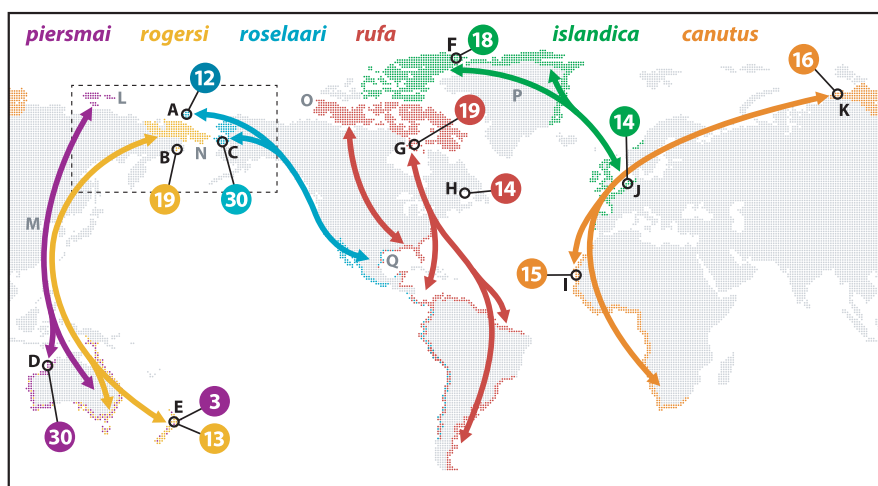 piersmai rogersi roselaari rufa islandica canutus
F 18
16
12
L
O
P
A
19
14
K
G
B
N
C
H 14
J
19
30
M
Q
15
I
D
E 3
30
13